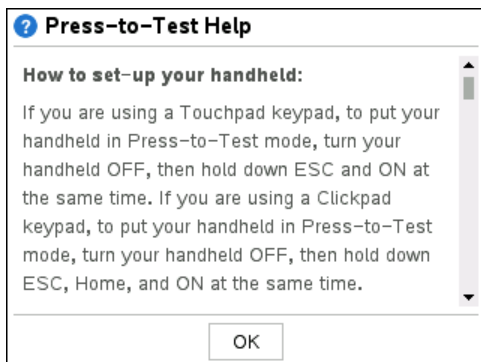 Press-to-Test Help
How to set-up your handheld:
If you are using a Touchpad keypad, to put your
handheld in Press-to-Test mode, turn your
handheld OFF, then hold down ESC and ON at
the same time. If you are using a Clickpad
keypad, to put your handheld in Press-to-Test
mode, turn your handheld OFF, then hold down
ESC, Home, and ON at the same time.
OK